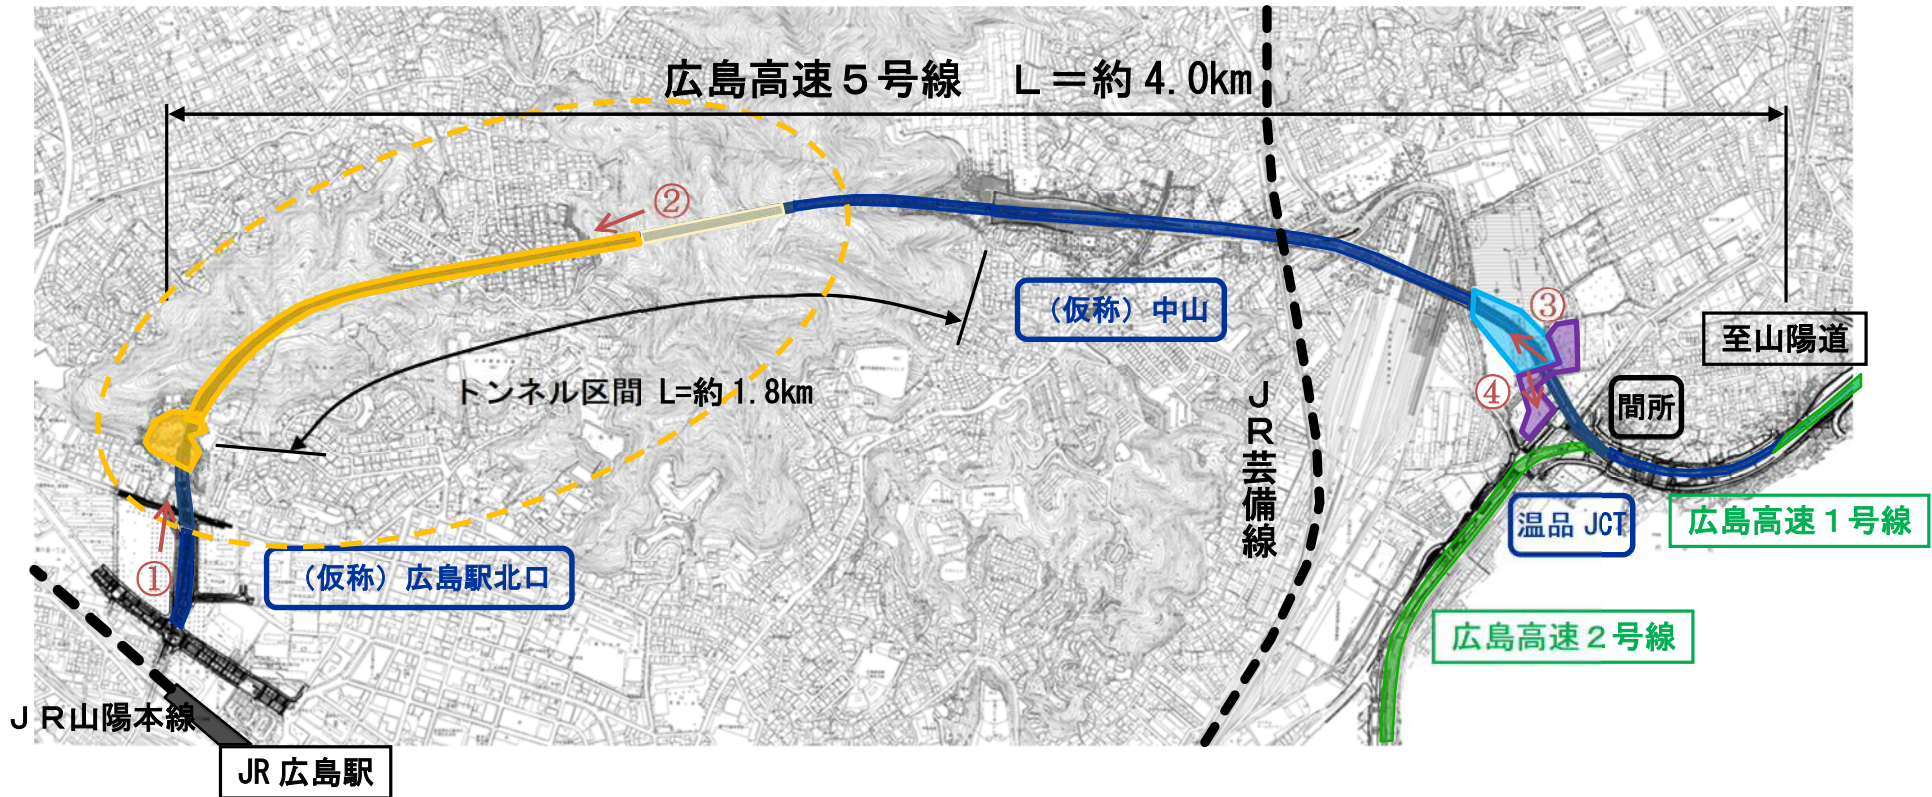 広島高速５号線　Ｌ＝約 4.0km
②
（仮称）中山
③
至山陽道
トンネル区間 L=約 1.8km
④
間所
ＪＲ芸備線
温品 JCT
広島高速１号線
①
（仮称）広島駅北口
広島高速２号線
ＪＲ山陽本線
JR 広島駅